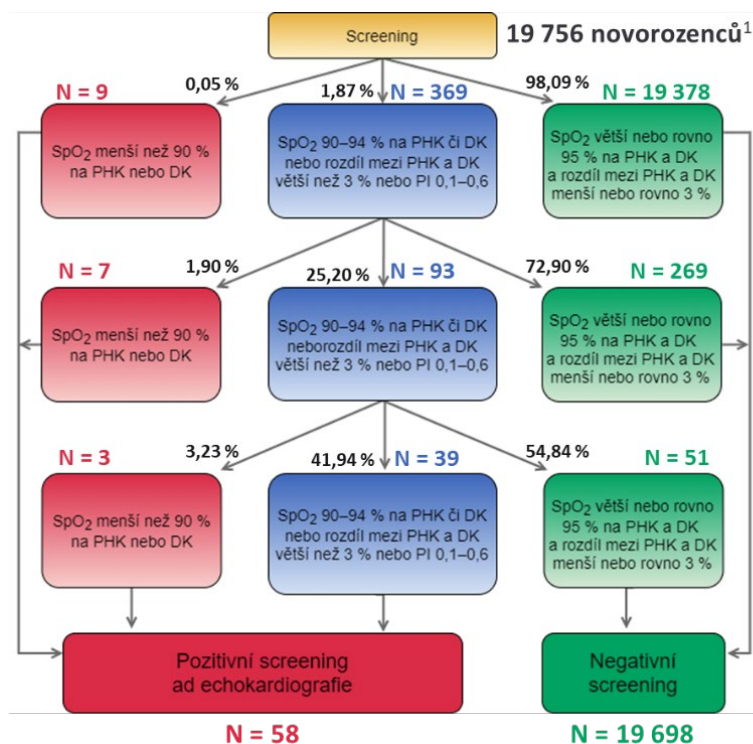 Screening
19 756 novorozenců1
0,05 %
1,87 %
98,09 %
N = 9
N = 369
N = 19 378
SpO2 menší než 90 %
na PHK nebo DK
SpO2 90–94 % na PHK či DK
nebo rozdíl mezi PHK a DK
větší než 3 % nebo PI 0,1–0,6
SpO2 větší nebo rovno
95 % na PHK a DK
a rozdíl mezi PHK a DK
menší nebo rovno 3 %
N = 7
1,90 %
25,20 %
N = 93
72,90 %
N = 269
SpO2 menší než 90 %
na PHK nebo DK
SpO2 90–94 % na PHK či DK
neborozdíl mezi PHK a DK
větší než 3 % nebo PI 0,1–0,6
SpO2 větší nebo rovno
95 % na PHK a DK
a rozdíl mezi PHK a DK
menší nebo rovno 3 %
N = 3
3,23 %
41,94 %
N = 39
54,84 %
N = 51
SpO2 menší než 90 %
na PHK nebo DK
SpO2 90–94 % na PHK či DK
nebo rozdíl mezi PHK a DK
větší než 3 % nebo PI 0,1–0,6
SpO2 větší nebo rovno
95 % na PHK a DK
a rozdíl mezi PHK a DK
menší nebo rovno 3 %
Pozitivní screening
ad echokardiografie
Negativní
screening
N = 58
N = 19 698